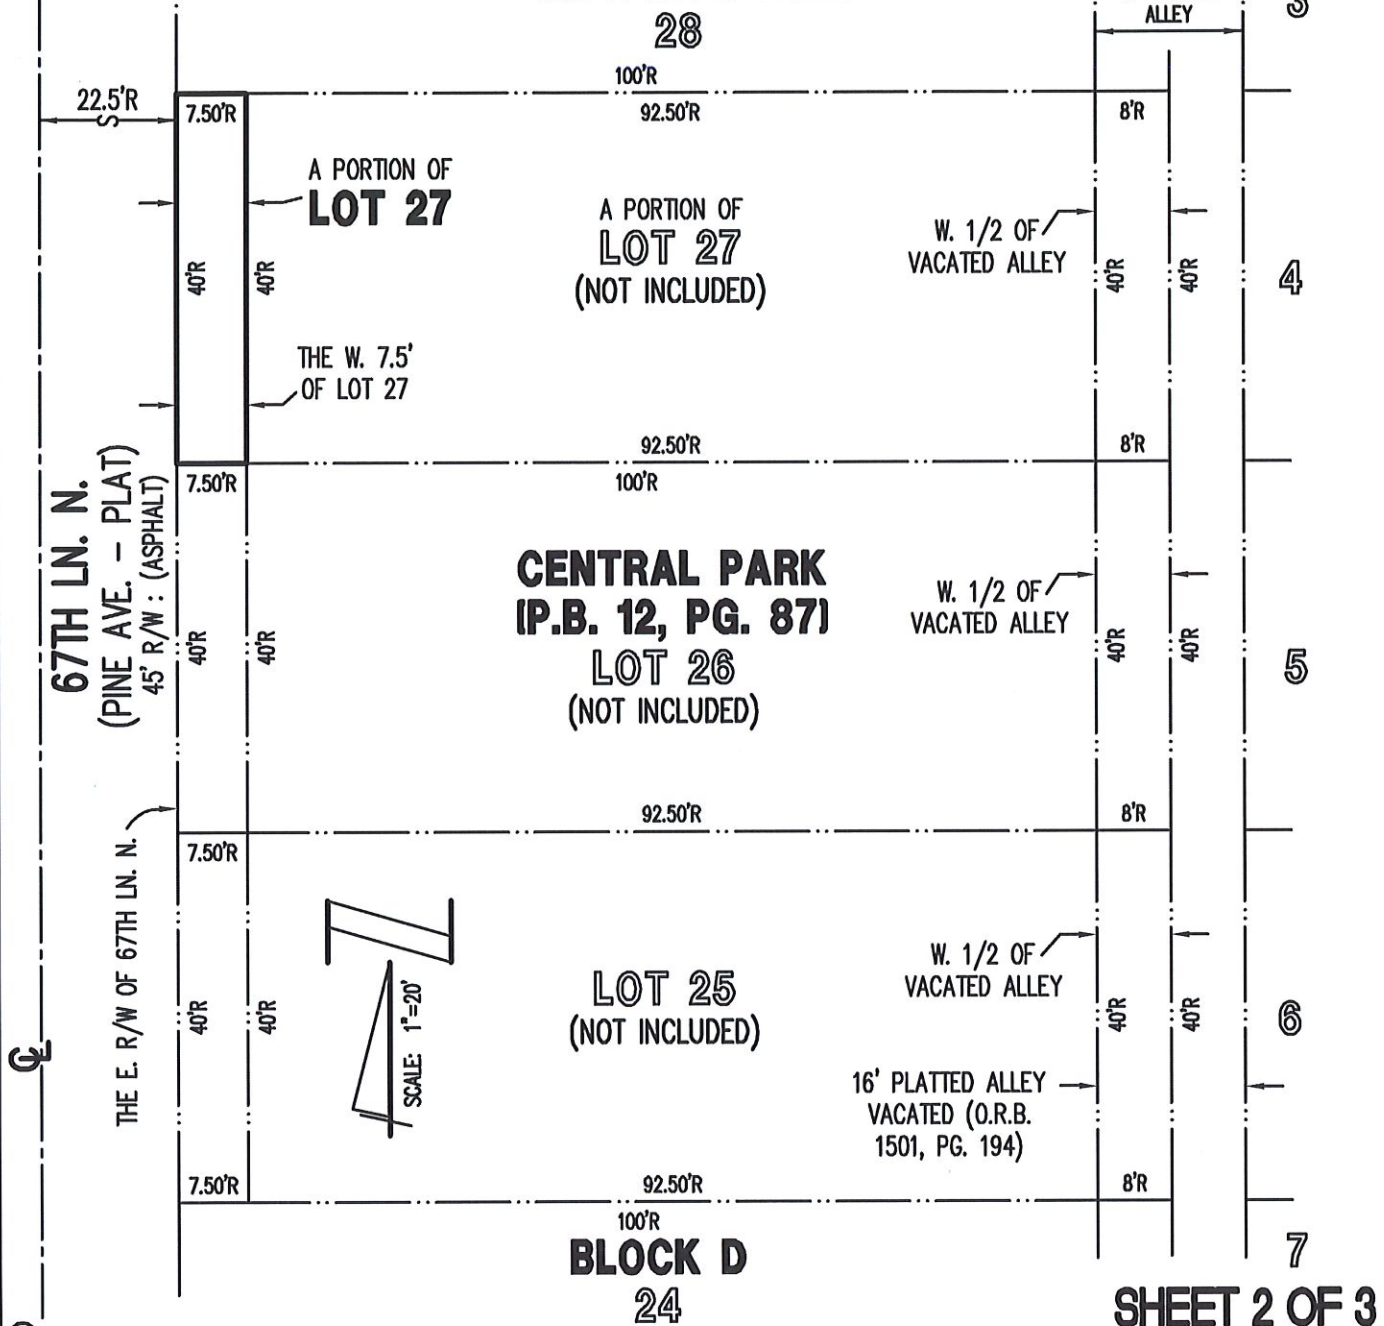 ALLEY
3
28
100'R
22.5'R
7.50'R
92.50'R
8'R
S
A PORTION OF
LOT 27
A PORTION OF
LOT 27
(NOT INCLUDED)
W. 1/2 OF
VACATED ALLEY
40'R
40'R
40'R
40'R
4
THE W. 7.5'
OF LOT 27
92.50'R
8'R
7.50'R
100'R
67TH LN. N.
(PINE AVE. - PLAT)
45' R/W : (ASPHALT)
CENTRAL PARK
(P.B. 12, PG. 87)
LOT 26
(NOT INCLUDED)
W. 1/2 OF
VACATED ALLEY
40'R
40'R
40'R
40'R
5
92.50'R
8'R
7.50'R
THE E. R/W OF 67TH LN. N.
N
SCALE: 1"=20'
LOT 25
(NOT INCLUDED)
W. 1/2 OF
VACATED ALLEY
40'R
40'R
40'R
40'R
6
CL
16' PLATTED ALLEY
VACATED (O.R.B.
1501, PG. 194)
7.50'R
92.50'R
8'R
100'R
BLOCK D
24
7
SHEET 2 OF 3